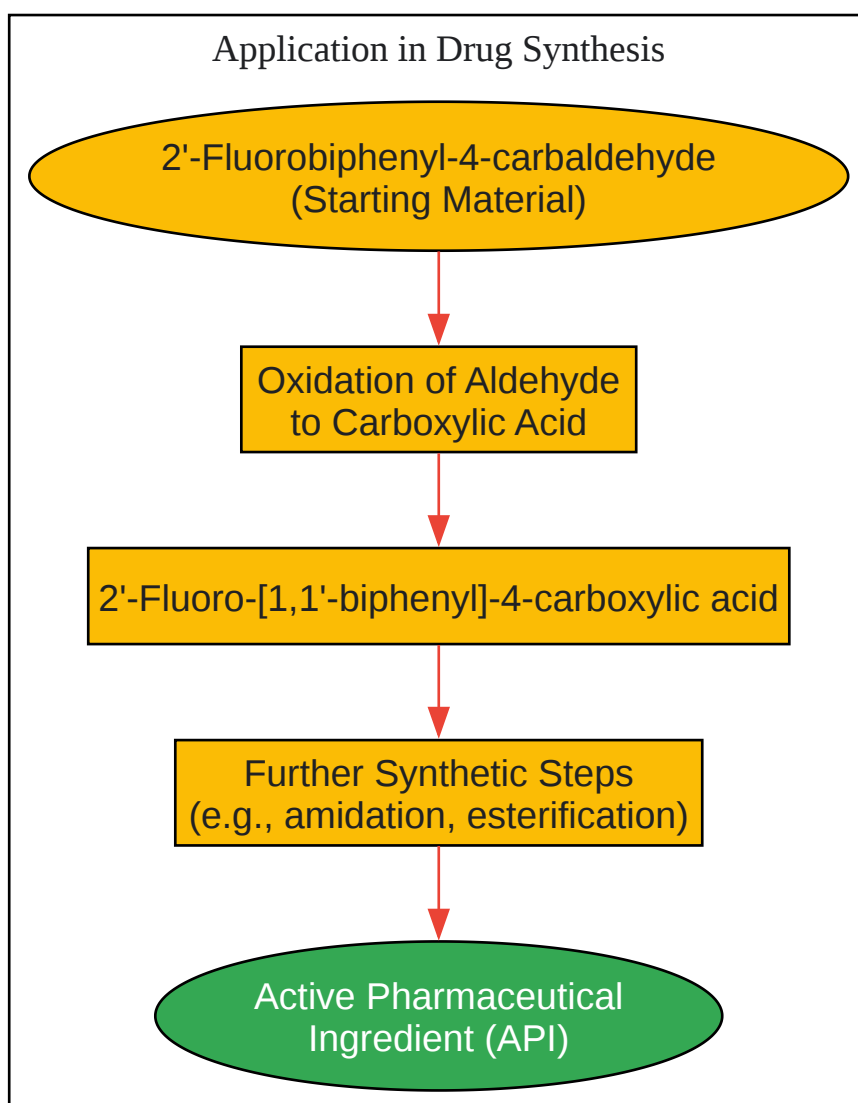 Application in Drug Synthesis
2'-Fluorobiphenyl-4-carbaldehyde
(Starting Material)
Oxidation of Aldehyde
to Carboxylic Acid
2'-Fluoro-[1,1'-biphenyl]-4-carboxylic acid
Further Synthetic Steps
(e.g., amidation, esterification)
Active Pharmaceutical
Ingredient (API)